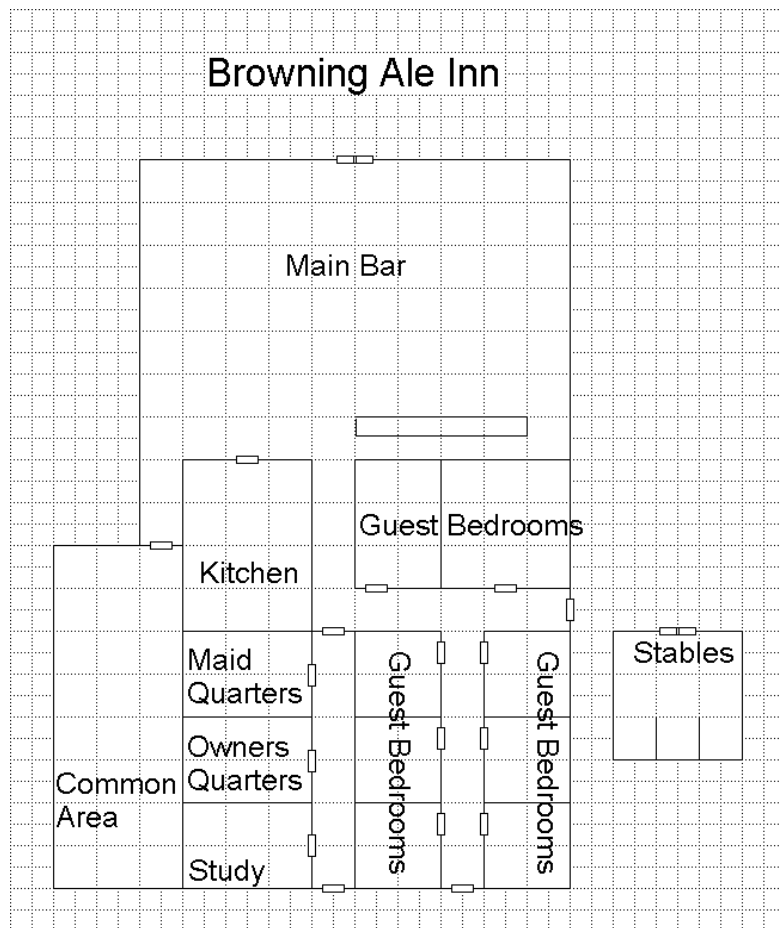 Browning Ale Inn
Main Bar
Guest Bedrooms
Kitchen
Maid
Quarters
Owners
Quarters
Study
Common
Area
Guest Bedrooms
Guest Bedrooms
Stables